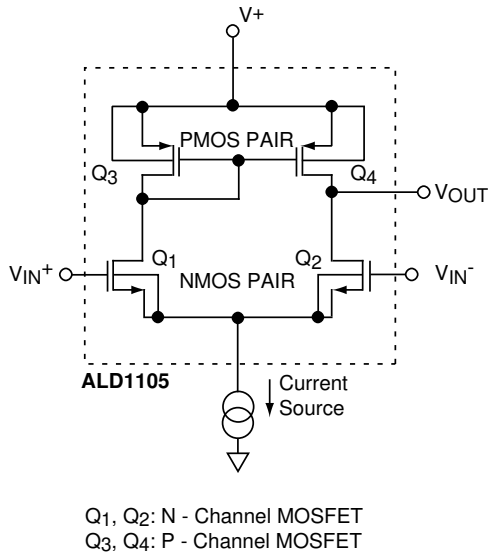 V+
PMOS PAIR
Q3
Q4
VOUT
VIN+
Q1
NMOS PAIR
Q2
VIN-
ALD1105
Current
Source
Q1, Q2: N - Channel MOSFET
Q3, Q4: P - Channel MOSFET